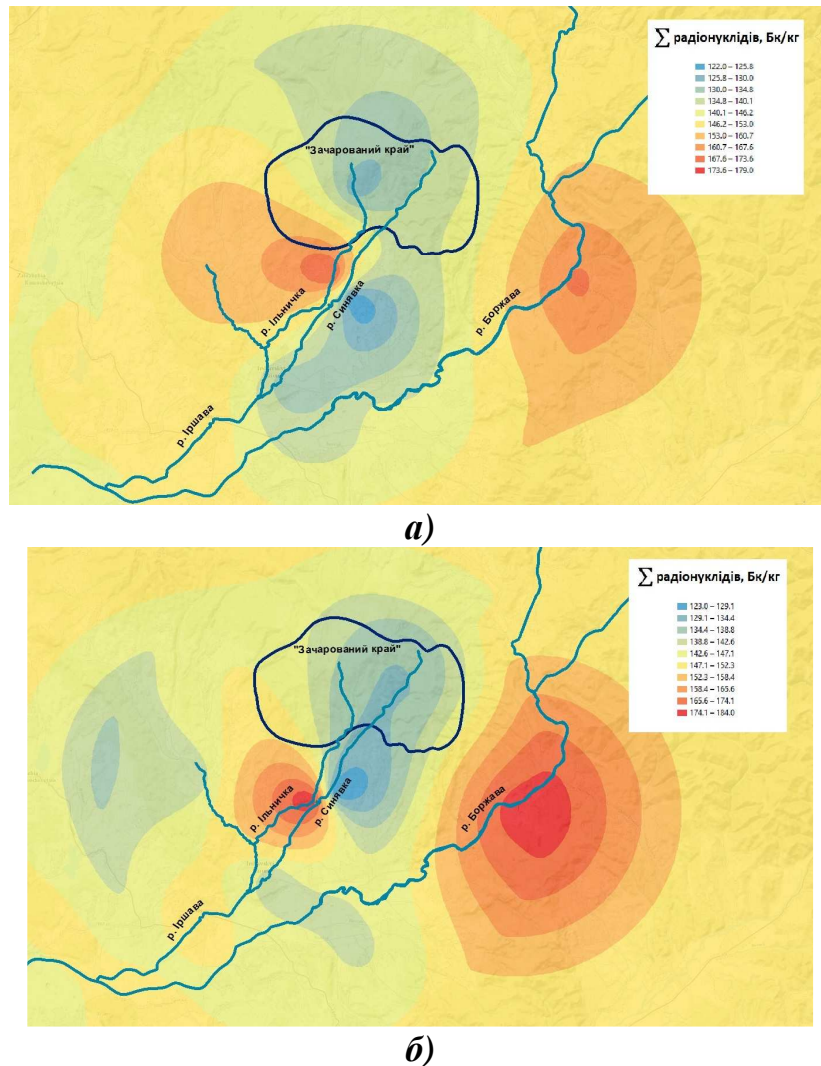 ∑ радіонуклідів, Бк/кг
122.0 – 125.8
125.8 – 130.0
130.0 – 134.8
134.8 – 140.1
140.1 – 146.2
146.2 – 153.0
153.0 – 160.7
160.7 – 167.6
167.6 – 173.6
173.6 – 179.0
"Зачарований край"
р. Ільничка
р. Синявка
р. Боржава
р. Іршава
а)
∑ радіонуклідів, Бк/кг
123.0 – 129.1
129.1 – 134.4
134.4 – 138.8
138.8 – 142.6
142.6 – 147.1
147.1 – 152.3
152.3 – 158.4
158.4 – 165.6
165.6 – 174.1
174.1 – 184.0
"Зачарований край"
р. Ільничка
р. Синявка
р. Боржава
р. Іршава
б)